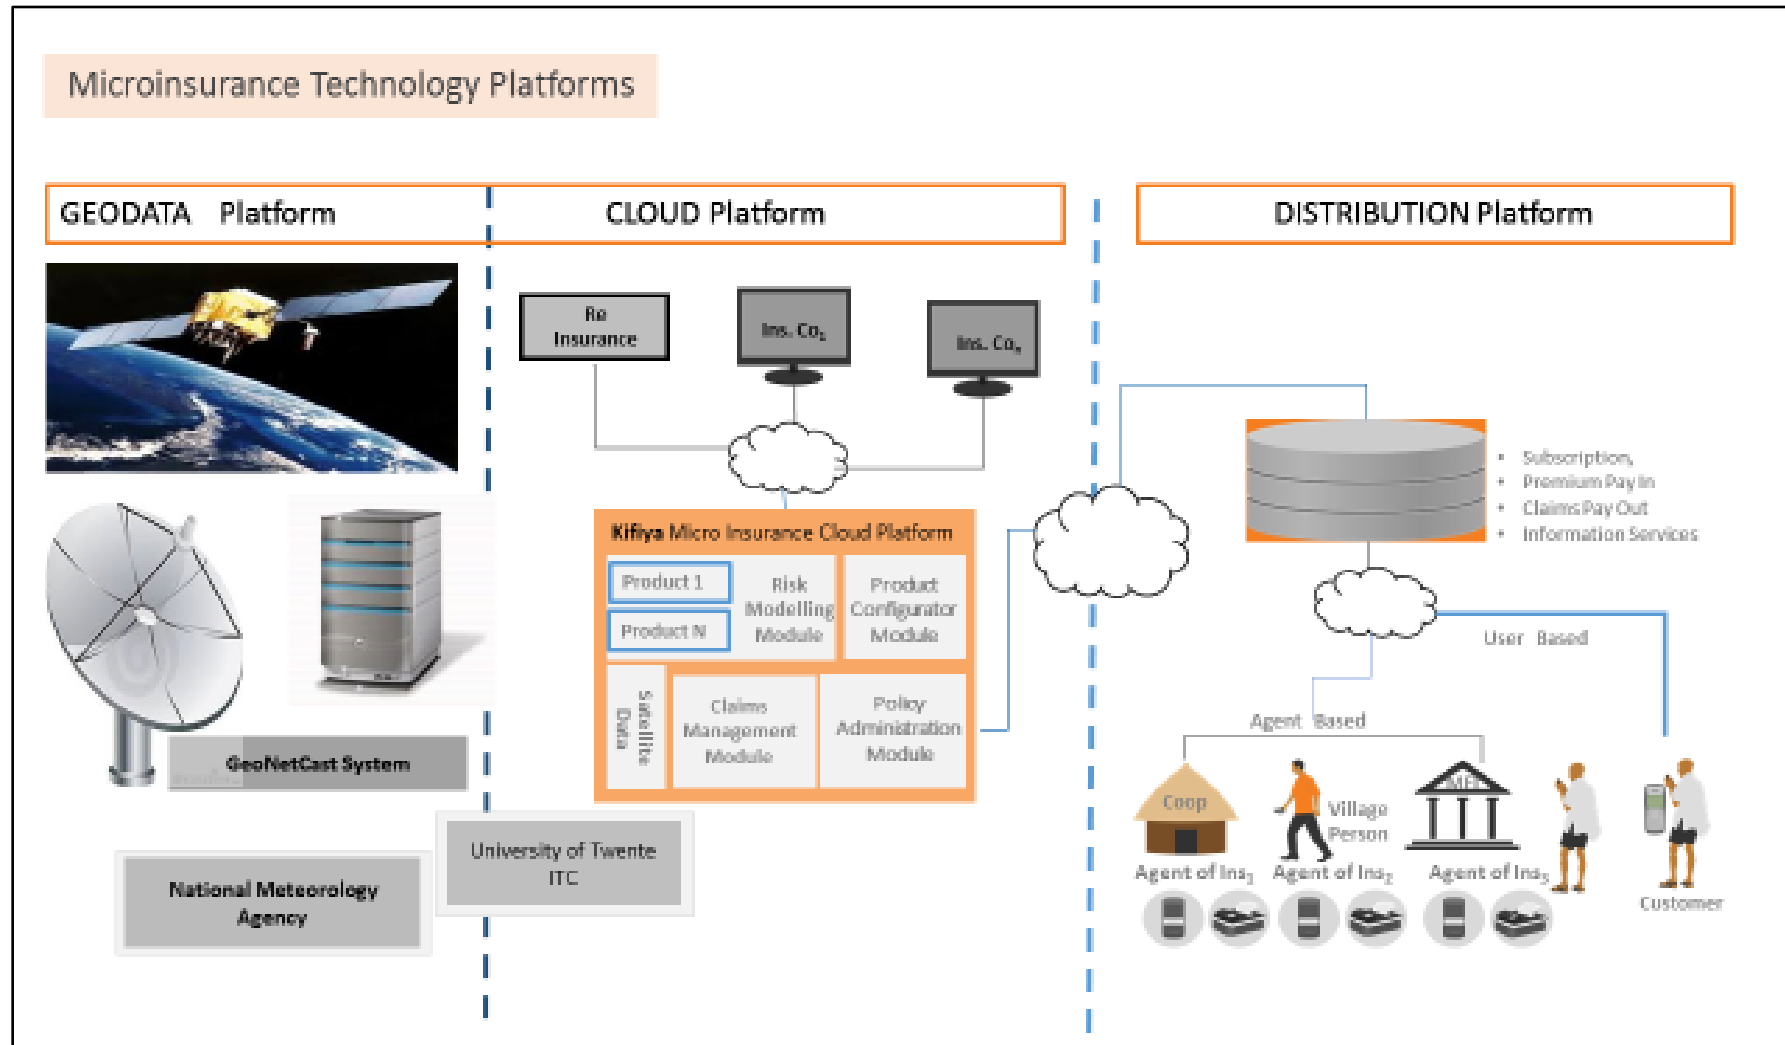 Microinsurance Technology Platforms
GEODATA Platform
CLOUD Platform
DISTRIBUTION Platform
Re
Insurance
Ins. Co₁
Ins. Coₙ
Kifiya Micro Insurance Cloud Platform
Product 1
Product N
Risk
Modelling
Module
Product
Configurator
Module
Satellite
Data
Claims
Management
Module
Policy
Administration
Module
• Subscription,
• Premium Pay In
• Claims Pay Out
• Information Services
User Based
Agent Based
GeoNetCast System
University of Twente
ITC
National Meteorology
Agency
Coop
Village
Person
MFI
Agent of Ins₁
Agent of Ins₂
Agent of Ins₃
Customer